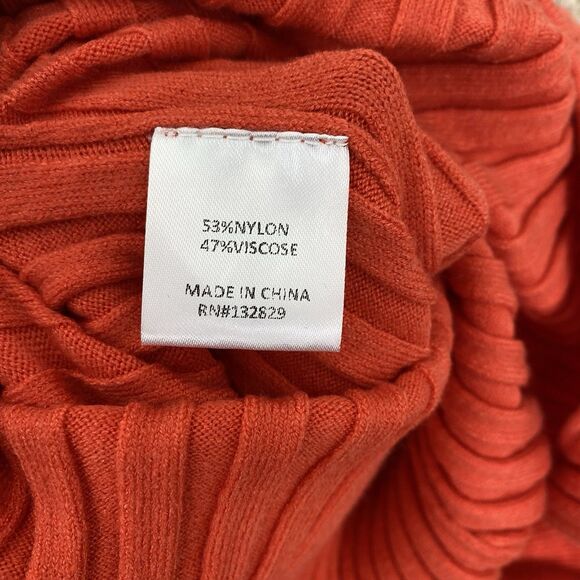 53%NYLON
47%VISCOSE
MADE IN CHINA
RN#132829